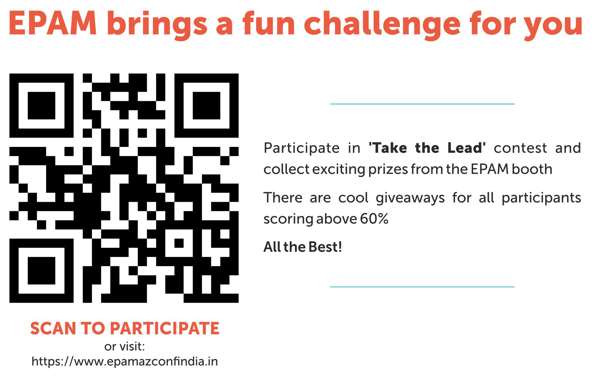 EPAM brings a fun challenge for you
Participate in 'Take the Lead' contest and
collect exciting prizes from the EPAM booth
There are cool giveaways for all participants
scoring above 60%
All the Best!
SCAN TO PARTICIPATE
or visit:
https://www.epamazconfindia.in